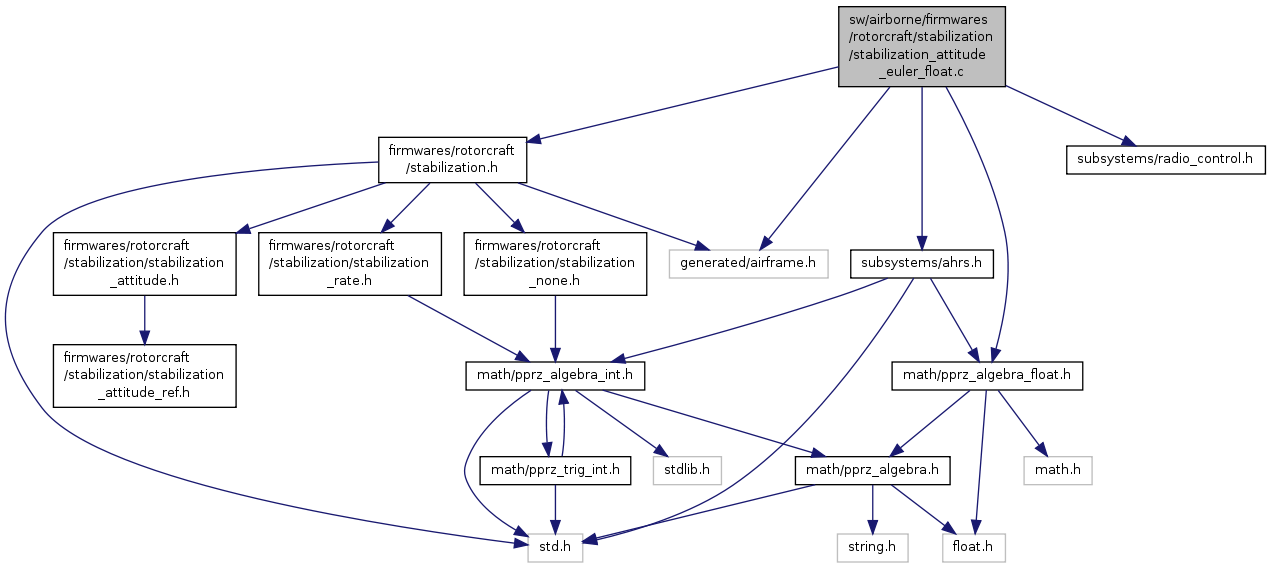 sw/airborne/firmwares
/rotorcraft/stabilization
/stabilization_attitude
_euler_float.c
firmwares/rotorcraft
/stabilization.h
subsystems/radio_control.h
firmwares/rotorcraft
/stabilization/stabilization
_attitude.h
firmwares/rotorcraft
/stabilization/stabilization
_rate.h
firmwares/rotorcraft
/stabilization/stabilization
_none.h
generated/airframe.h
subsystems/ahrs.h
firmwares/rotorcraft
/stabilization/stabilization
_attitude_ref.h
math/pprz_algebra_int.h
math/pprz_algebra_float.h
math/pprz_trig_int.h
stdlib.h
math/pprz_algebra.h
math.h
std.h
string.h
float.h